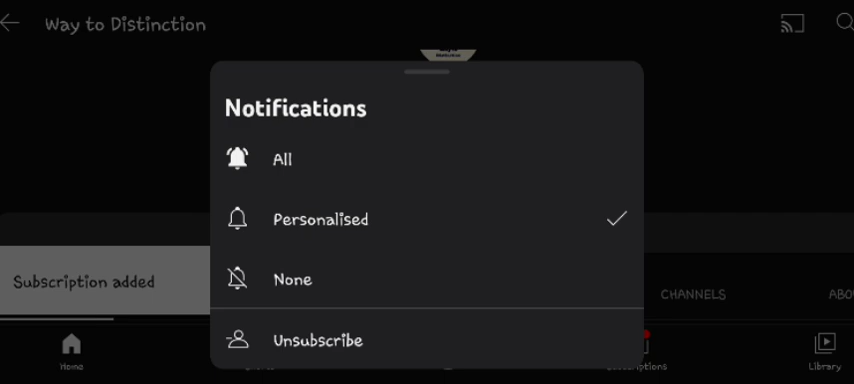 Way to Distinction
Notifications
All
Personalised
None
Unsubscribe
Subscription added
CHANNELS
Home
Library